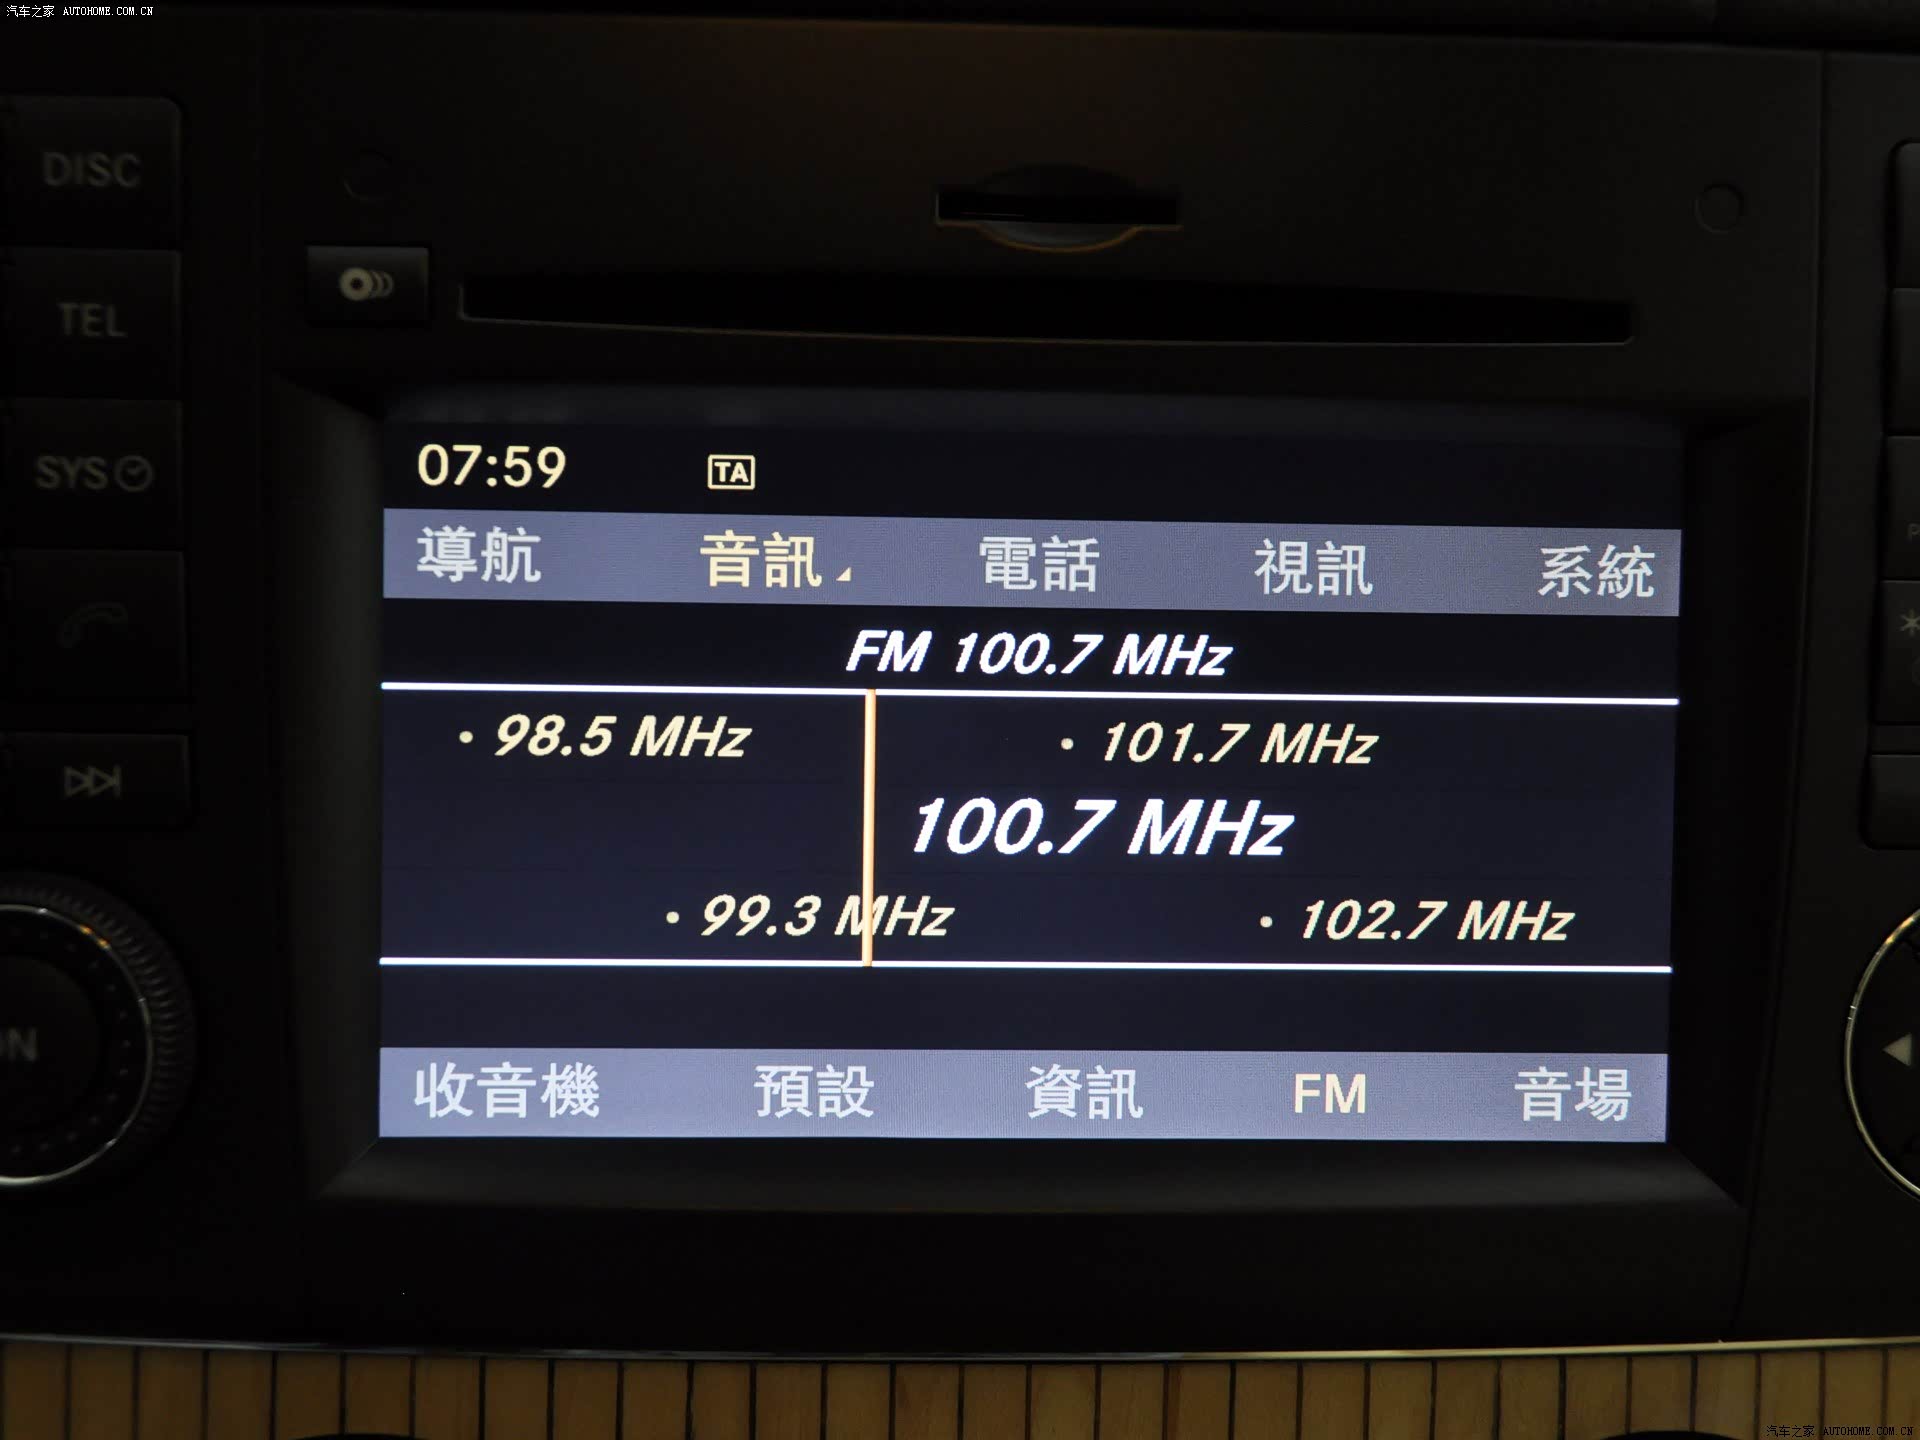 汽车之家 AUTOHOME.COM.CN
DISC
TEL
SYS
07:59 TA
導航 音訊 電話 視訊 系統
FM 100.7 MHz
98.5 MHz 101.7 MHz
100.7 MHz
99.3 MHz 102.7 MHz
收音機 預設 資訊 FM 音場
汽车之家 AUTOHOME.COM.CN